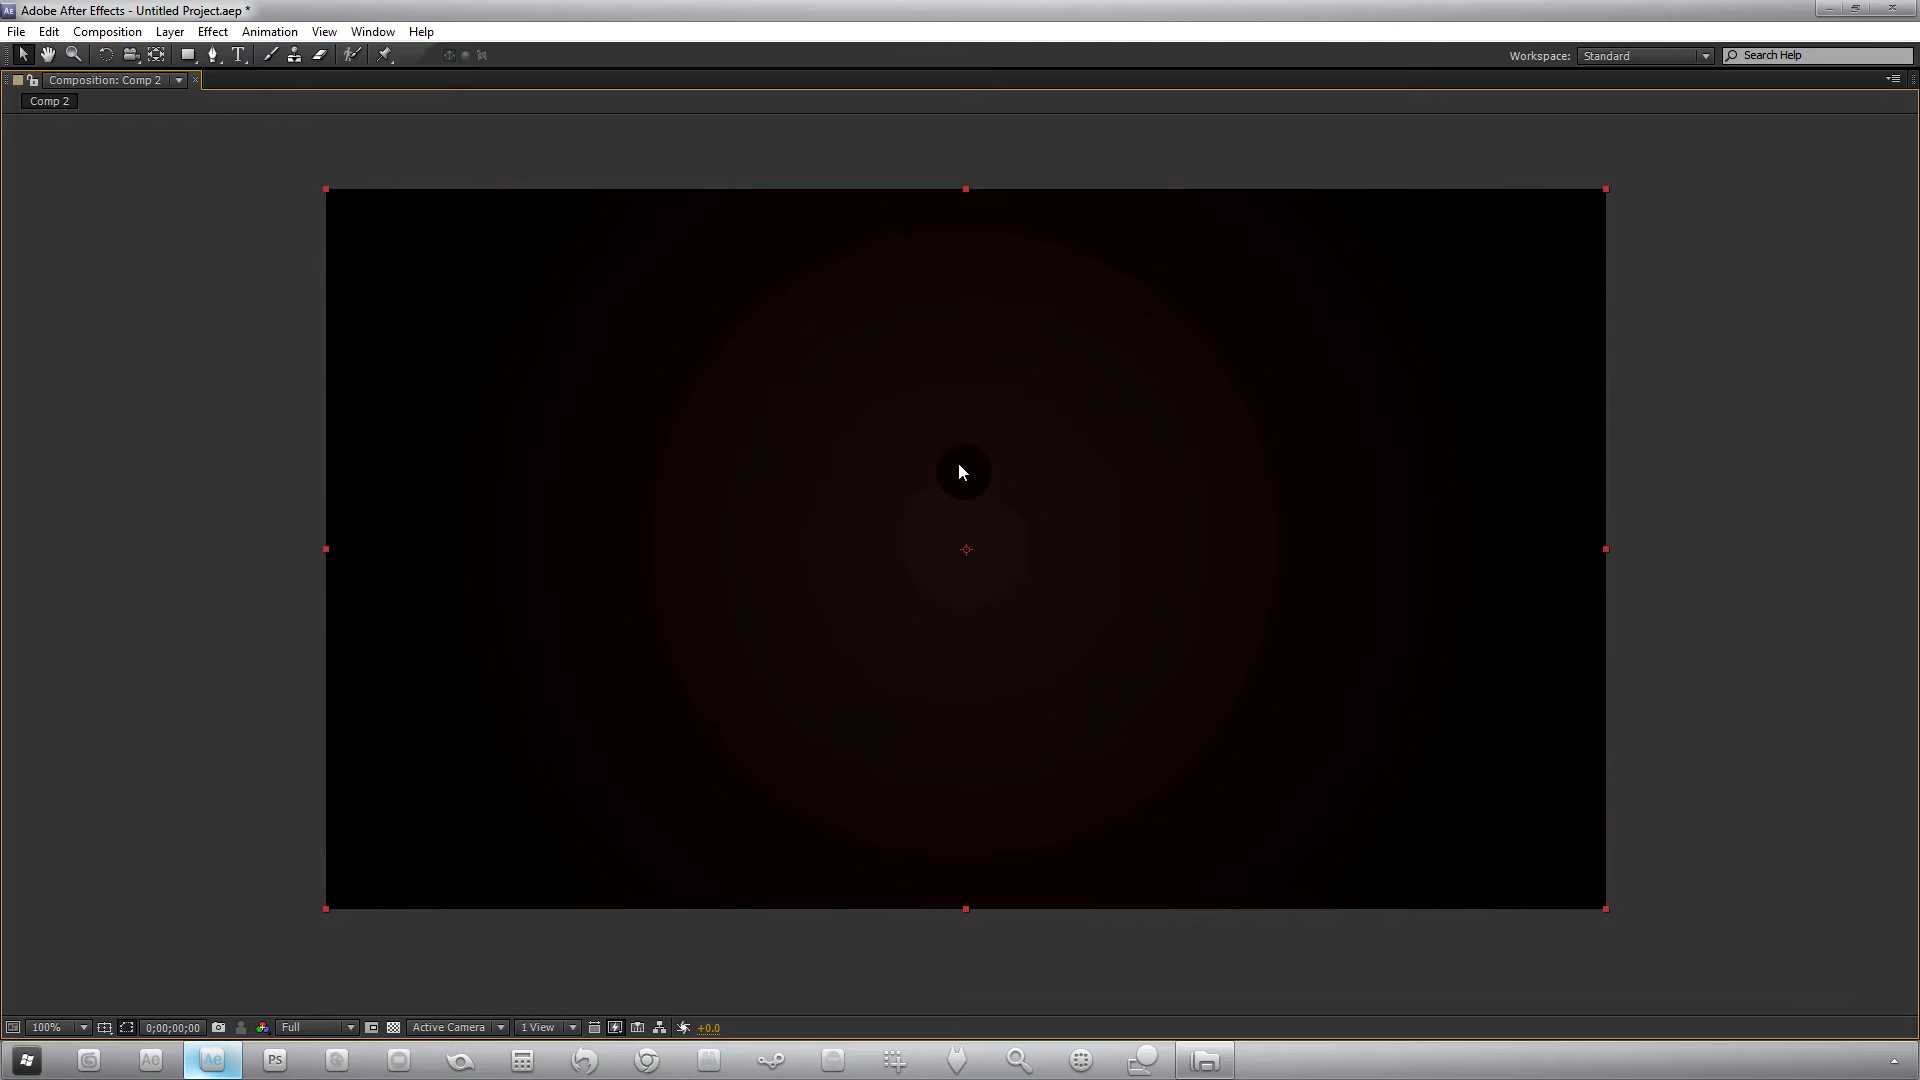 Adobe After Effects - Untitled Project.aep *
File Edit Composition Layer Effect Animation View Window Help
T Workspace: Standard Search Help
Composition: Comp 2
Comp 2
100% 0;00;00;00 Full Active Camera 1 View +0.0
Ae Ae Ps